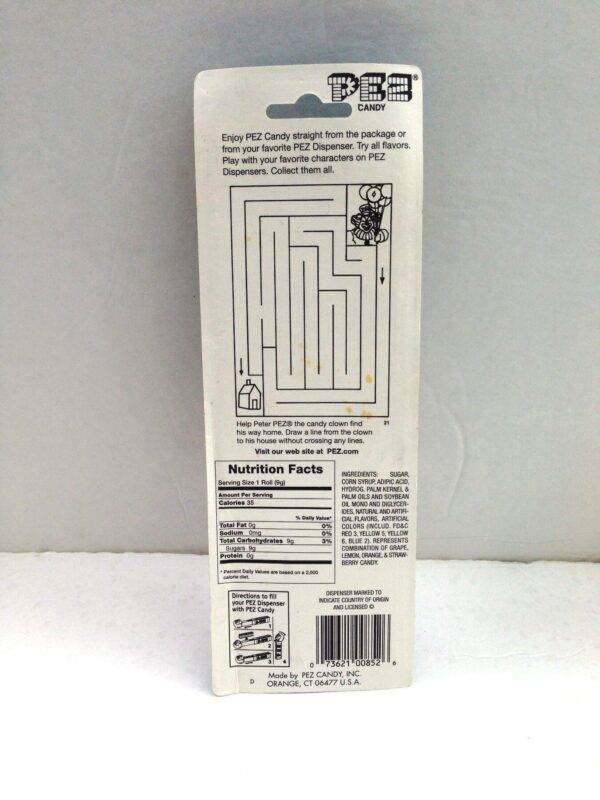 PEZ®
CANDY
Enjoy PEZ Candy straight from the package or
from your favorite PEZ Dispenser. Try all flavors.
Play with your favorite characters on PEZ
Dispensers. Collect them all.
Help Peter PEZ® the candy clown find
his way home. Draw a line from the clown
to his house without crossing any lines.
31
Visit our web site at PEZ.com
Nutrition Facts
Serving Size 1 Roll (9g)
Amount Per Serving
Calories 35
% Daily Value*
Total Fat 0g 0%
Sodium 0mg 0%
Total Carbohydrates 9g 3%
Sugars 9g
Protein 0g
* Percent Daily Values are based on a 2,000
calorie diet.
INGREDIENTS: SUGAR,
CORN SYRUP, ADIPIC ACID,
HYDROG. PALM KERNEL &
PALM OILS AND SOYBEAN
OIL MONO AND DIGLYCER-
IDES, NATURAL AND ARTIFI-
CIAL FLAVORS, ARTIFICIAL
COLORS (INCLUD. FD&C
RED 3, YELLOW 5, YELLOW
6, BLUE 2). REPRESENTS
COMBINATION OF GRAPE,
LEMON, ORANGE, & STRAW-
BERRY CANDY.
Directions to fill
your PEZ Dispenser
with PEZ Candy
1
2
3
4
DISPENSER MARKED TO
INDICATE COUNTRY OF ORIGIN
AND LICENSED ©
0 73621 00852 6
D
Made by PEZ CANDY, INC.
ORANGE, CT 06477 U.S.A.